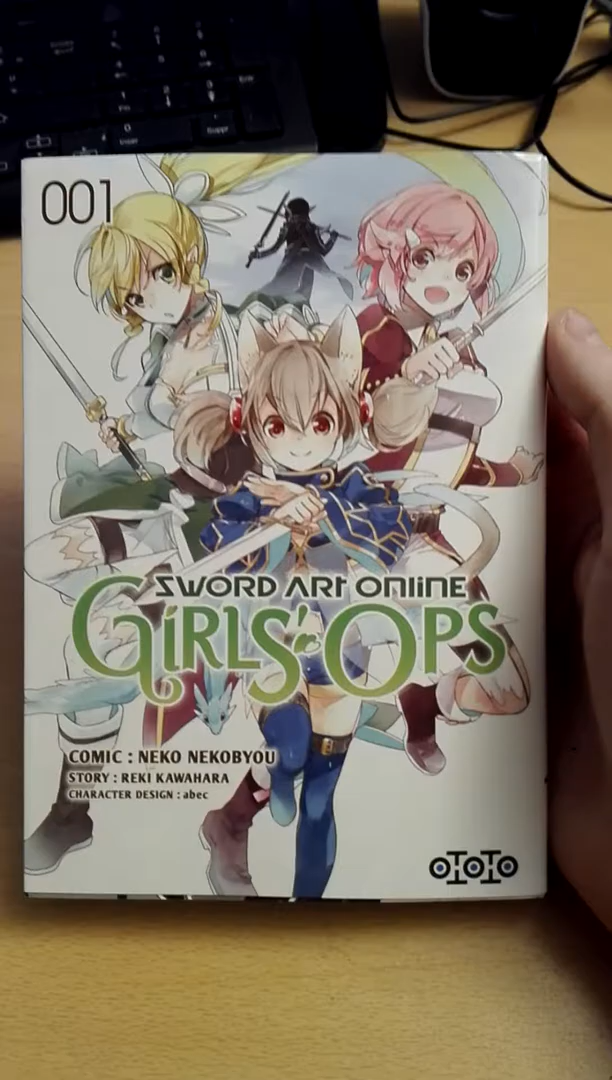 001
SWORD ART ONLINE
GIRLS' OPS
COMIC : NEKO NEKOBYOU
STORY : REKI KAWAHARA
CHARACTER DESIGN : abec
OTOTO